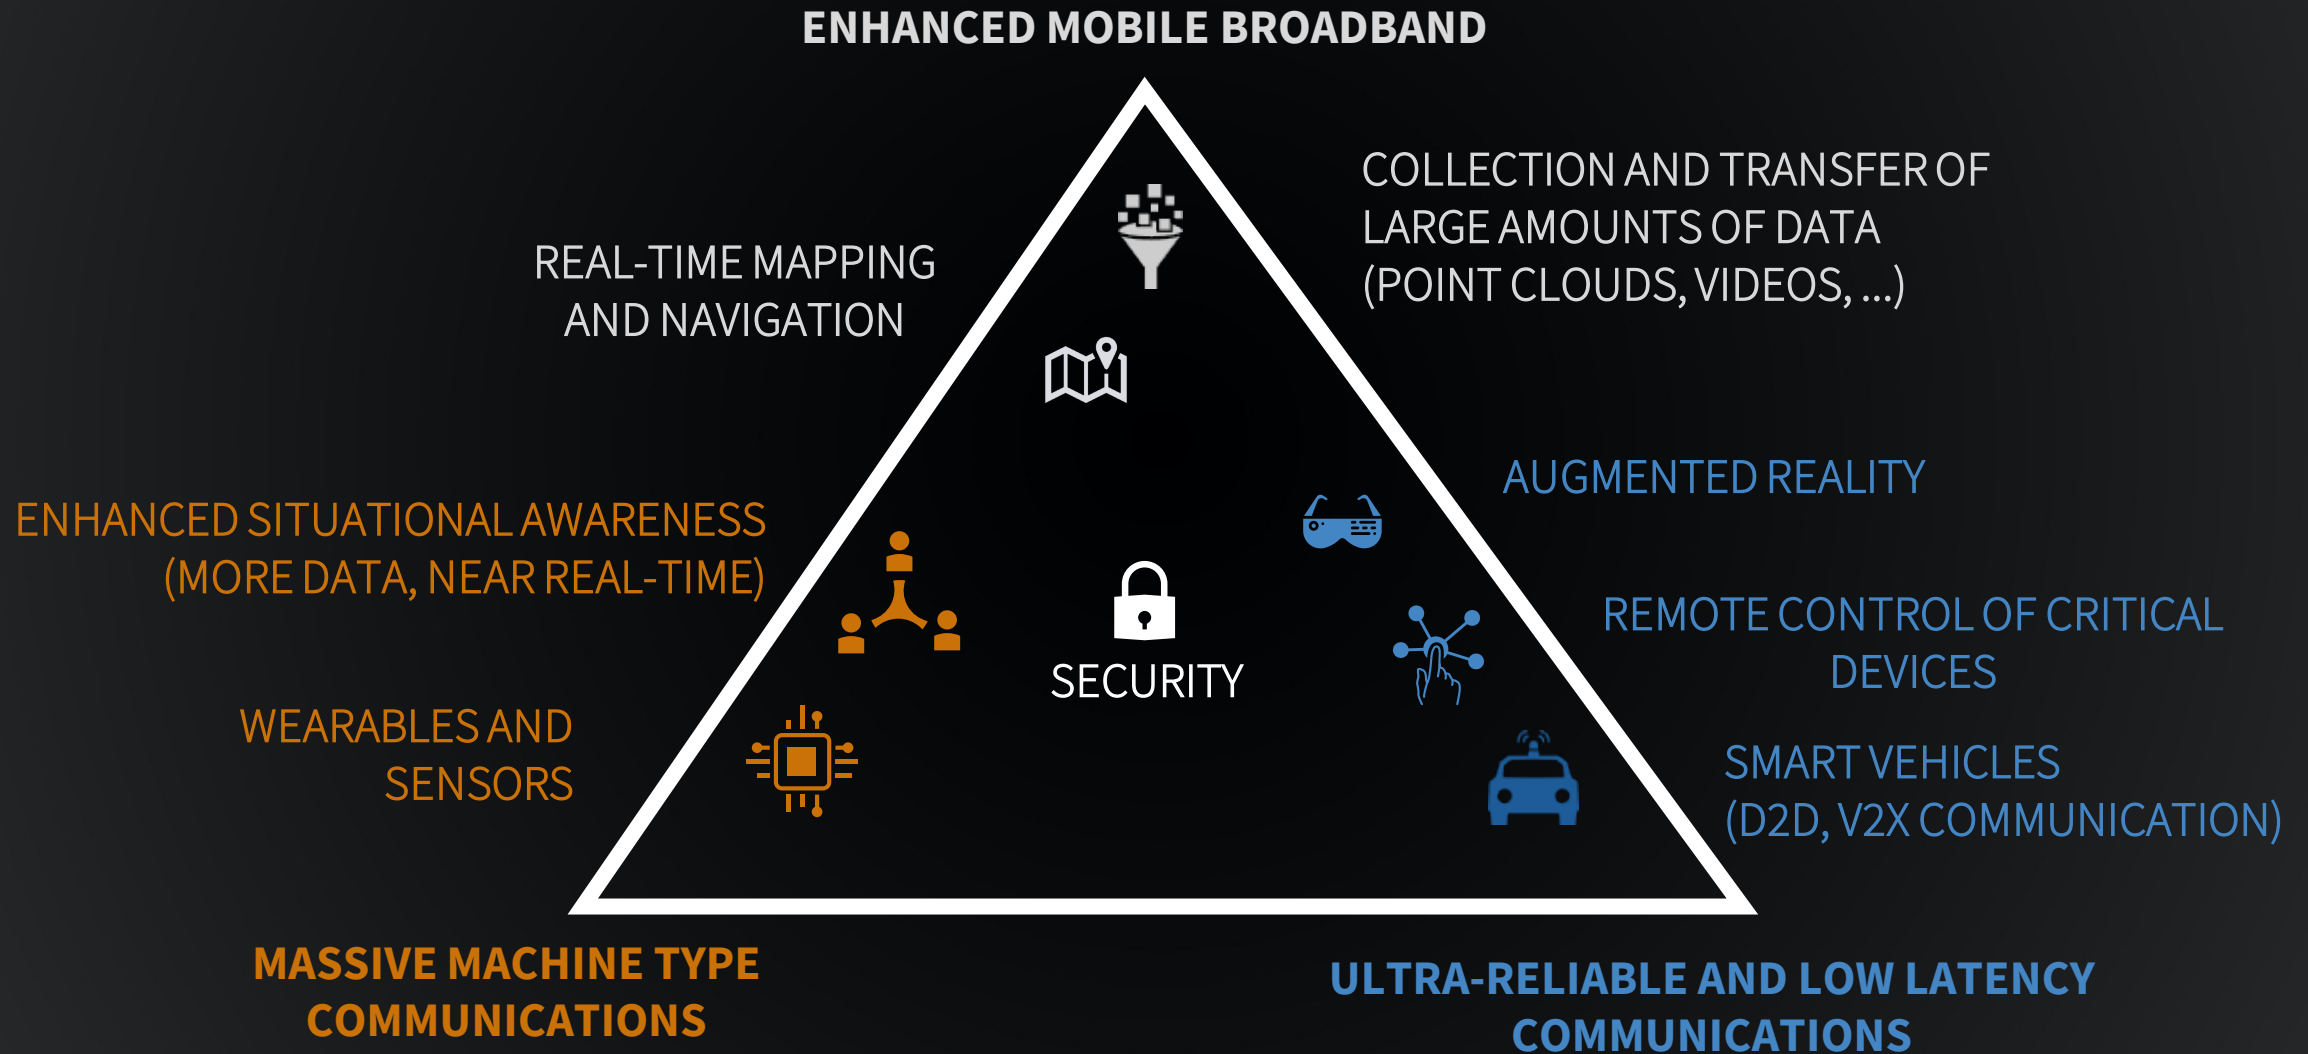 ENHANCED MOBILE BROADBAND
COLLECTION AND TRANSFER OF
LARGE AMOUNTS OF DATA
(POINT CLOUDS, VIDEOS, ...)
REAL-TIME MAPPING
AND NAVIGATION
AUGMENTED REALITY
ENHANCED SITUATIONAL AWARENESS
(MORE DATA, NEAR REAL-TIME)
REMOTE CONTROL OF CRITICAL
DEVICES
SECURITY
WEARABLES AND
SENSORS
SMART VEHICLES
(D2D, V2X COMMUNICATION)
MASSIVE MACHINE TYPE
COMMUNICATIONS
ULTRA-RELIABLE AND LOW LATENCY
COMMUNICATIONS